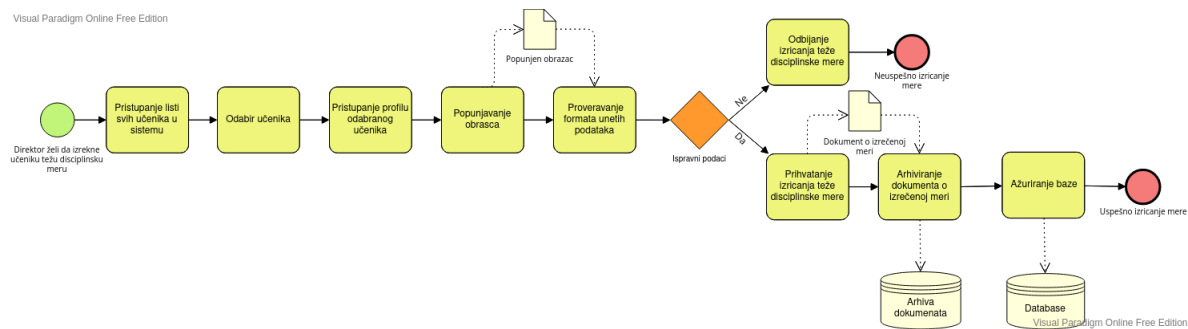 Visual Paradigm Online Free Edition
Direktor želi da izrekne
učeniku težu disciplinsku
meru
Pristupanje listi
svih učenika u
sistemu
Odabir učenika
Pristupanje profilu
odabranog
učenika
Popunjavanje
obrasca
Popunjen obrazac
Proveravanje
formata unetih
podataka
Ispravni podaci
Ne
Odbijanje
izricanja teže
disciplinske mere
Neuspešno izricanje
mere
Da
Prihvatanje
izricanja teže
disciplinske mere
Dokument o izrečenoj
meri
Arhiviranje
dokumenta o
izrečenoj meri
Ažuriranje baze
Uspešno izricanje mere
Arhiva
dokumenata
Database
Visual Paradigm Online Free Edition